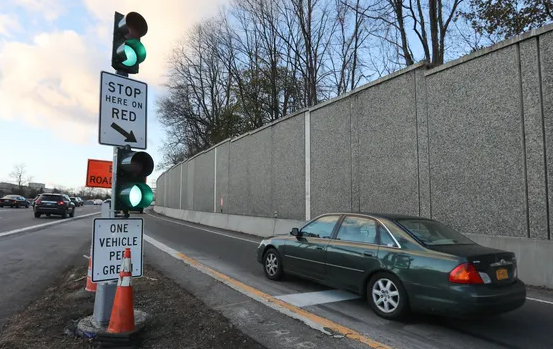 STOP
HERE ON
RED
ROAD
ONE
VEHICLE
PER
GREEN